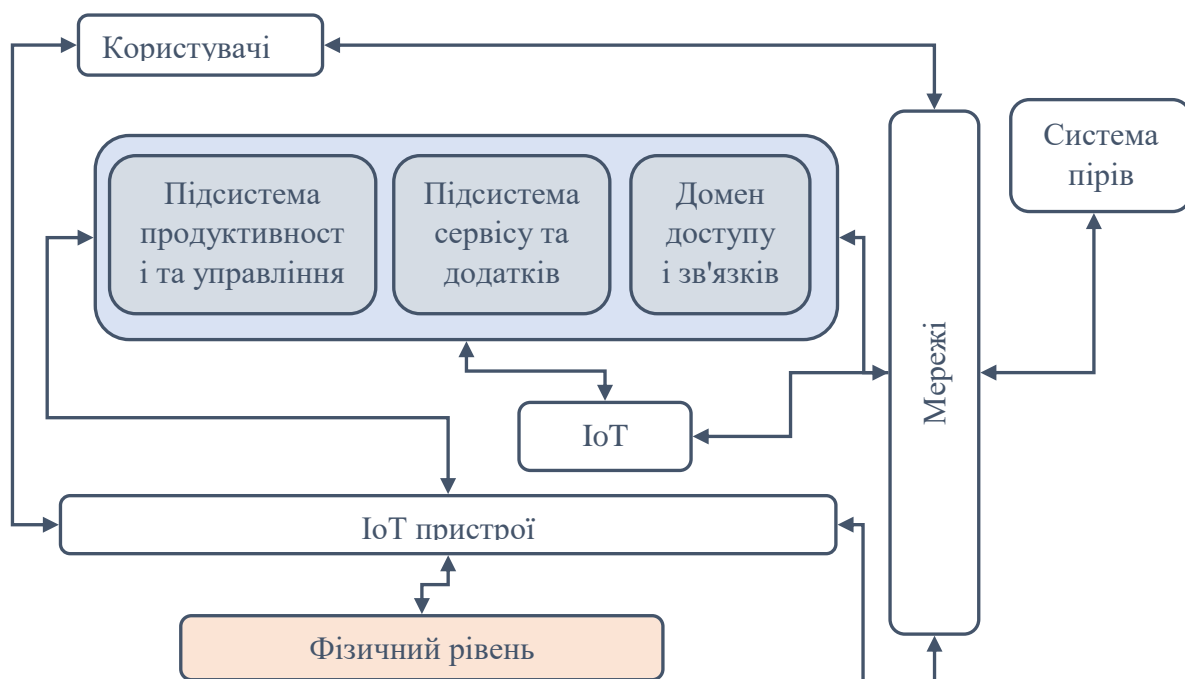 Користувачі
Система
пірів
Підсистема
продуктивност
і та управління
Підсистема
сервісу та
додатків
Домен
доступу
і зв'язків
Мережі
IoT
IoT пристрої
Фізичний рівень